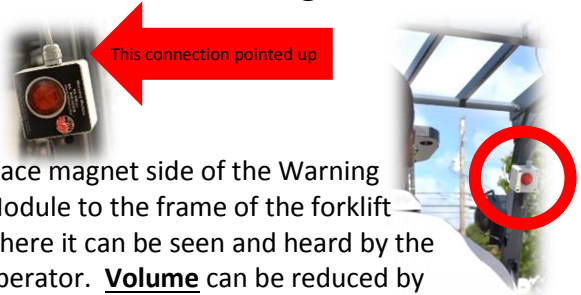 This connection pointed up
ace magnet side of the Warning
odule to the frame of the forklift
here it can be seen and heard by the
perator. Volume can be reduced by